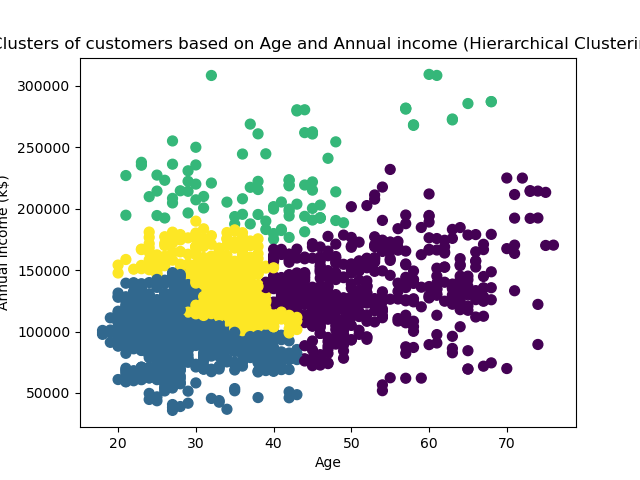 Clusters of customers based on Age and Annual income (Hierarchical Clusterin
300000
250000
200000
150000
100000
50000
Annual income (K$)
20 30 40 50 60 70
Age